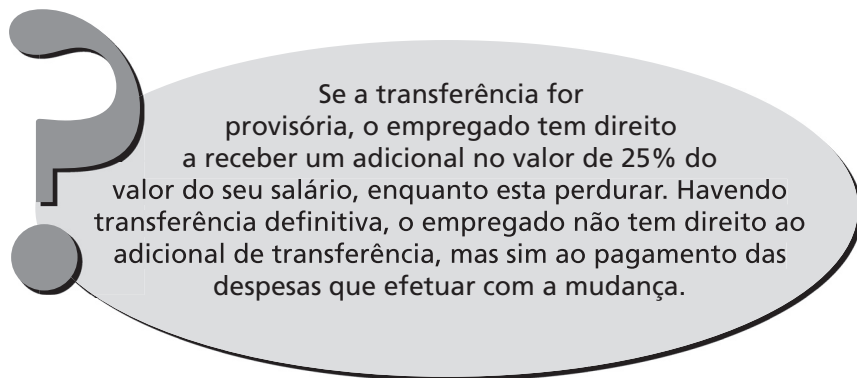 Se a transferência for
provisória, o empregado tem direito
a receber um adicional no valor de 25% do
valor do seu salário, enquanto esta perdurar. Havendo
transferência definitiva, o empregado não tem direito ao
adicional de transferência, mas sim ao pagamento das
despesas que efetuar com a mudança.